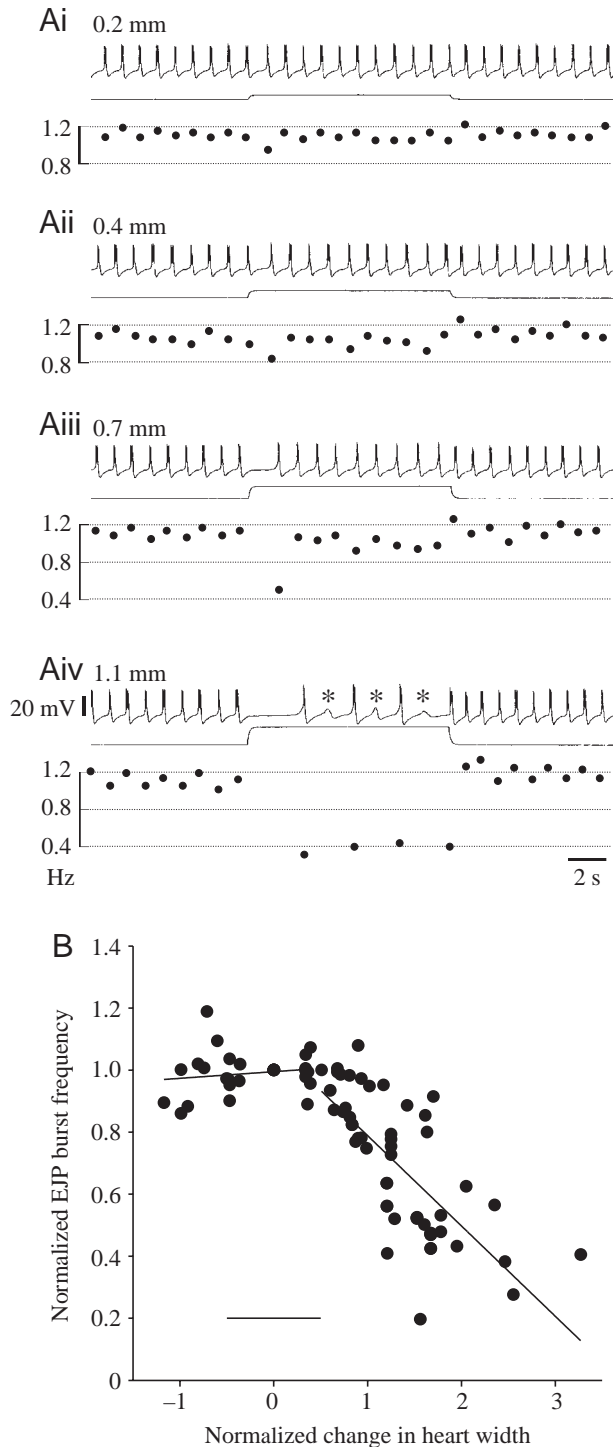 Ai 0.2 mm
1.2
0.8
Aii 0.4 mm
1.2
0.8
Aiii 0.7 mm
1.2
0.8
0.4
Aiv 1.1 mm
* * *
20 mV
1.2
0.8
0.4
Hz
2 s
B
1.4
1.2
1.0
0.8
0.6
0.4
0.2
0
Normalized EJP burst frequency
–1 0 1 2 3
Normalized change in heart width